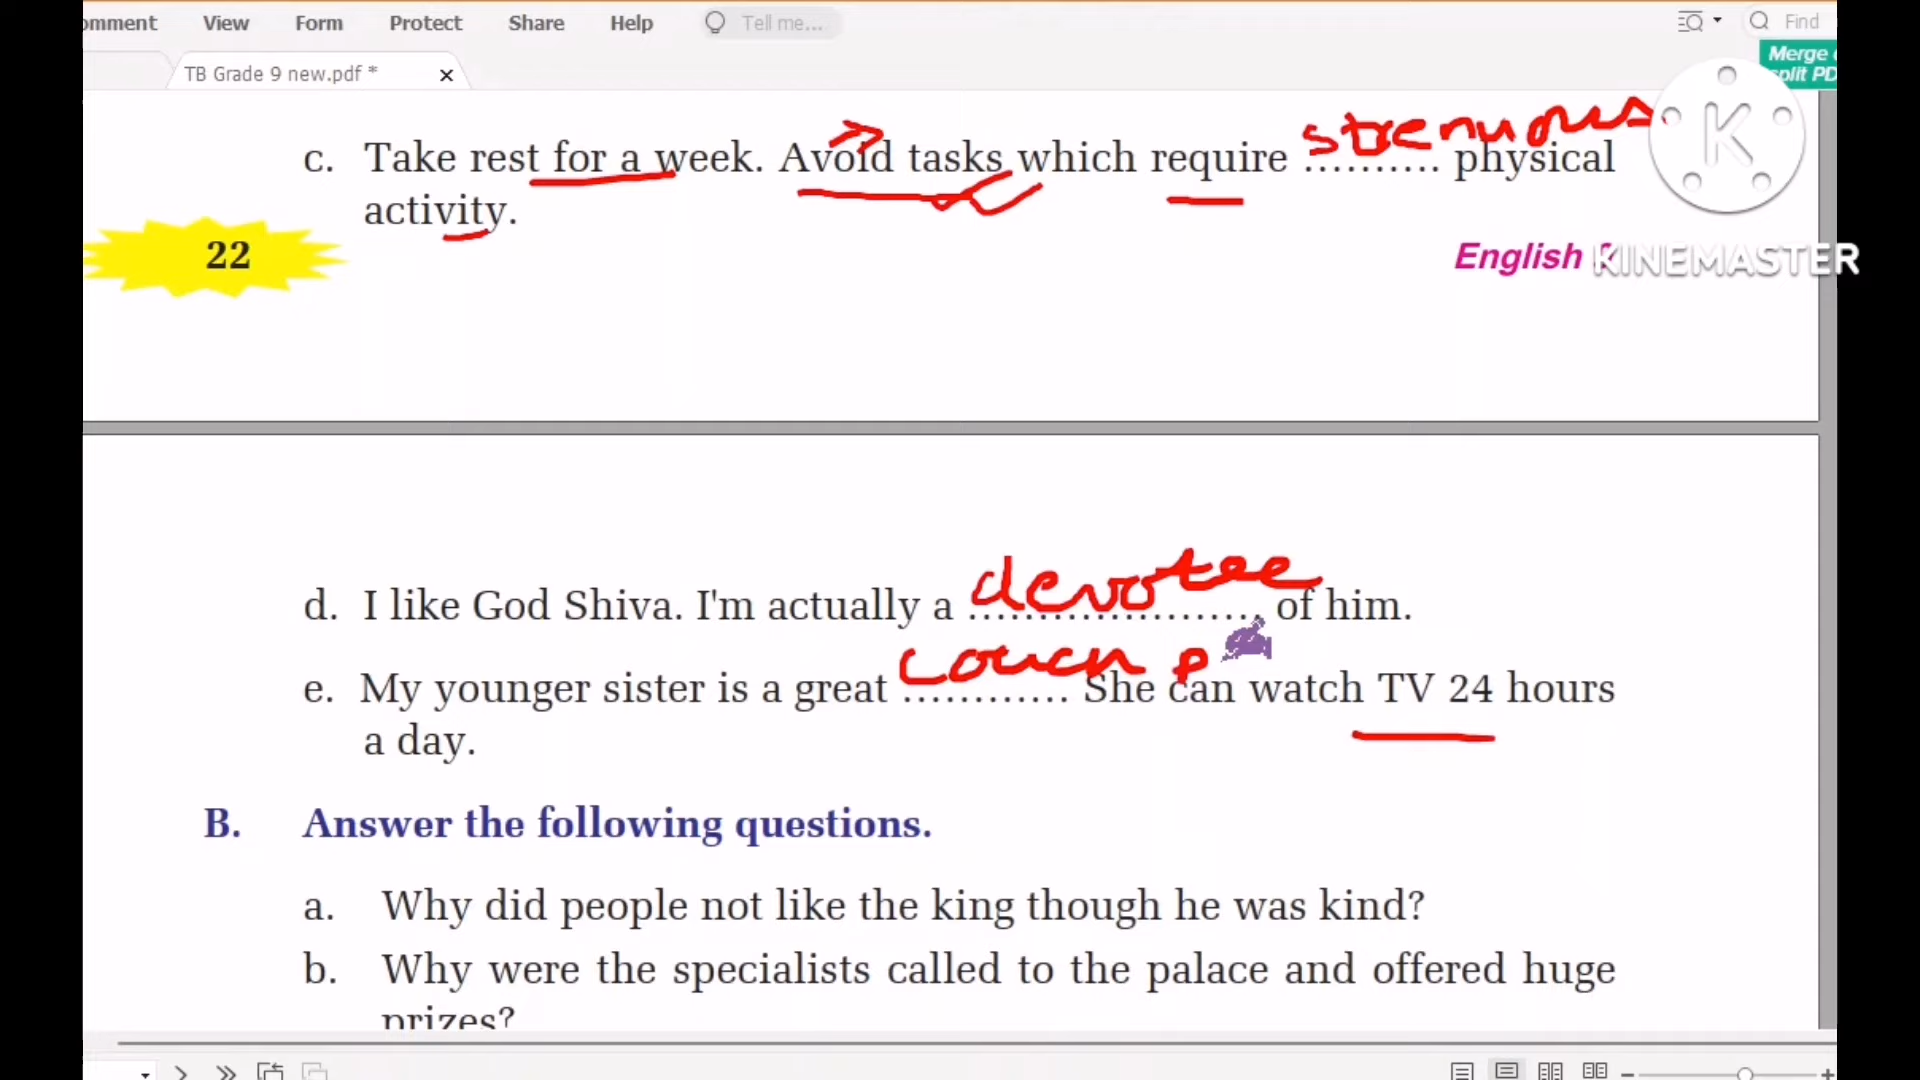 omment View Form Protect Share Help Tell me... Find
Merge
split PD
TB Grade 9 new.pdf *
strenuous
c. Take rest for a week. Avoid tasks which require .......... physical
activity.
22
English
KINEMASTER
devotee
d. I like God Shiva. I'm actually a ..................... of him.
couch p
e. My younger sister is a great ............ She can watch TV 24 hours
a day.
B. Answer the following questions.
a. Why did people not like the king though he was kind?
b. Why were the specialists called to the palace and offered huge
prizes?